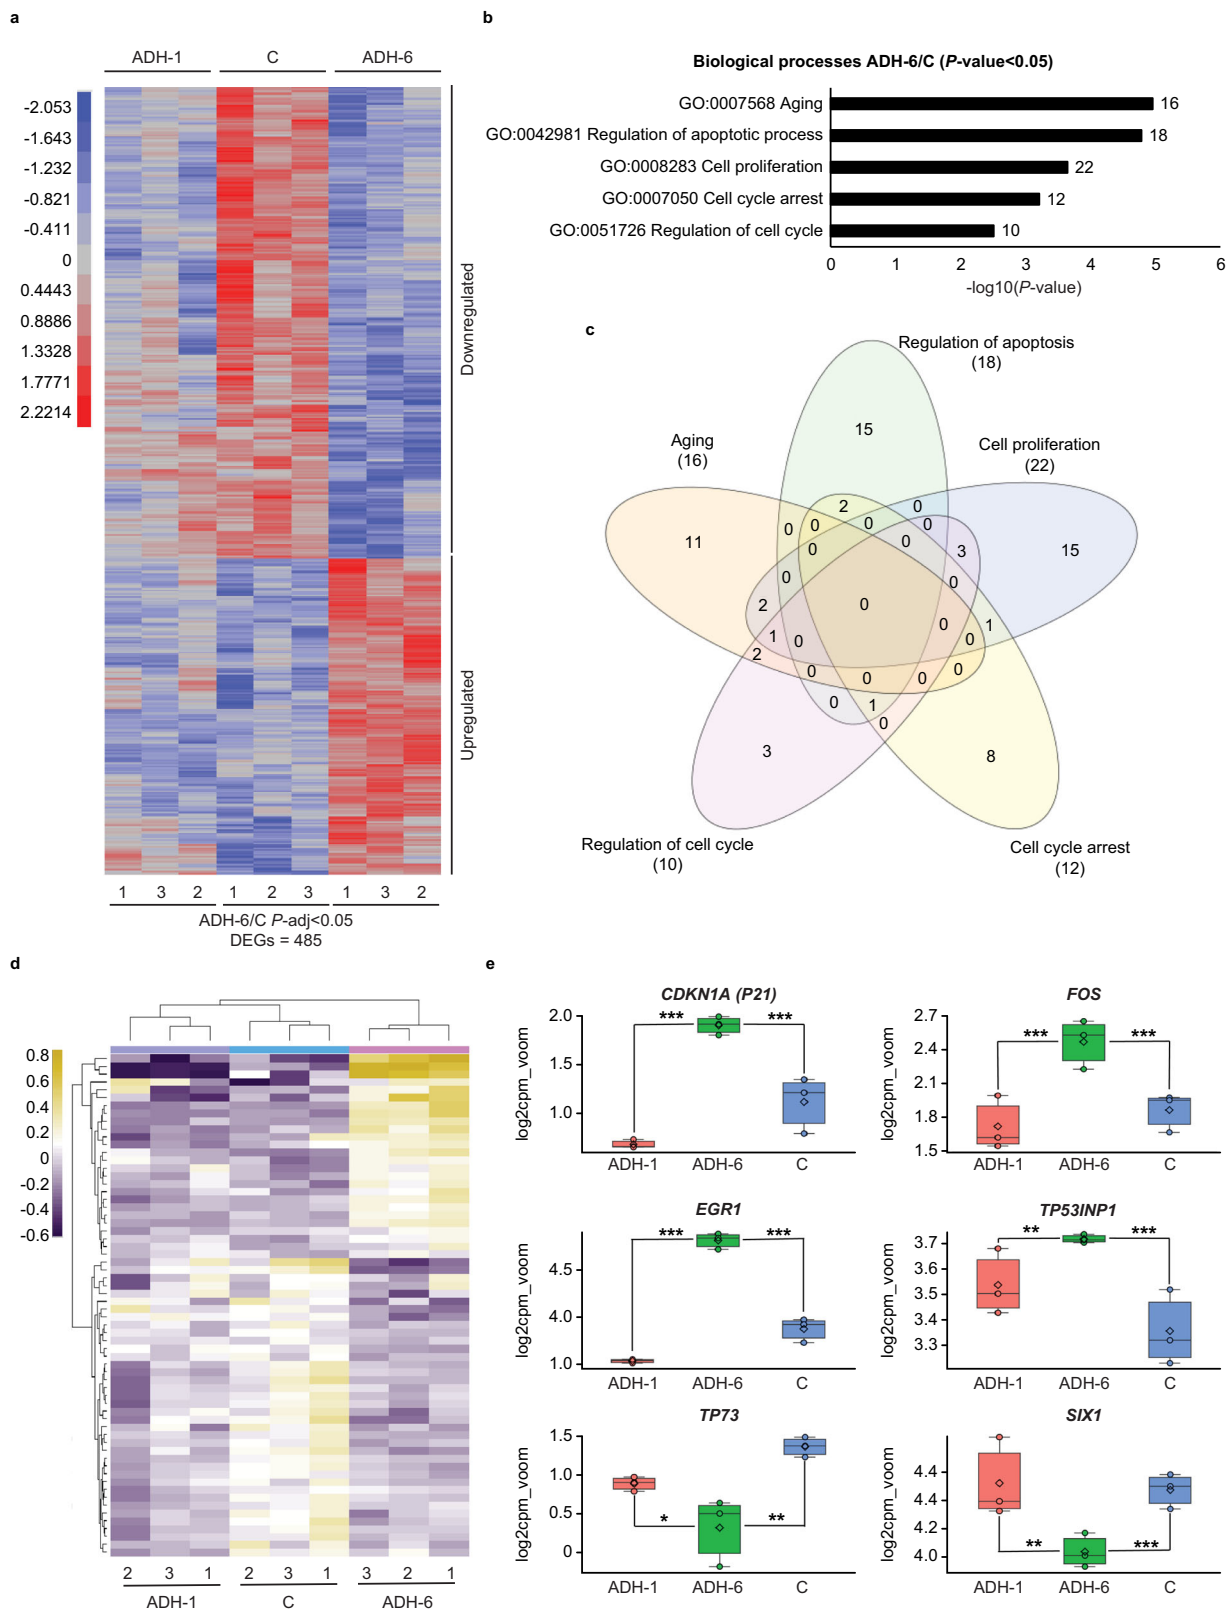 a
ADH-1 C ADH-6
-2.053
-1.643
-1.232
-0.821
-0.411
0
0.4443
0.8886
1.3328
1.7771
2.2214
Downregulated
Upregulated
1 3 2 1 2 3 1 3 2
ADH-6/C P-adj<0.05
DEGs = 485
b
Biological processes ADH-6/C (P-value<0.05)
GO:0007568 Aging 16
GO:0042981 Regulation of apoptotic process 18
GO:0008283 Cell proliferation 22
GO:0007050 Cell cycle arrest 12
GO:0051726 Regulation of cell cycle 10
0 1 2 3 4 5 6
-log10(P-value)
c
Regulation of apoptosis
(18)
Aging
(16)
Cell proliferation
(22)
15
11
15
2 0
0 0 0 0
0 0 3
0 0
2 0
0 1
1 0 0
2 0 0 0 0
0 1
0
3
8
Regulation of cell cycle
(10)
Cell cycle arrest
(12)
d
0.8
0.6
0.4
0.2
0
-0.2
-0.4
-0.6
2 3 1 2 3 1 3 2 1
ADH-1 C ADH-6
e
CDKN1A (P21)
log2cpm_voom
2.0
1.5
1.0
*** ***
ADH-1 ADH-6 C
FOS
log2cpm_voom
2.7
2.4
2.1
1.8
1.5
*** ***
ADH-1 ADH-6 C
EGR1
log2cpm_voom
4.5
4.0
1.0
*** ***
ADH-1 ADH-6 C
TP53INP1
log2cpm_voom
3.7
3.6
3.5
3.4
3.3
** ***
ADH-1 ADH-6 C
TP73
log2cpm_voom
1.5
1.0
0.5
0
* **
ADH-1 ADH-6 C
SIX1
log2cpm_voom
4.4
4.4
4.2
4.0
** ***
ADH-1 ADH-6 C